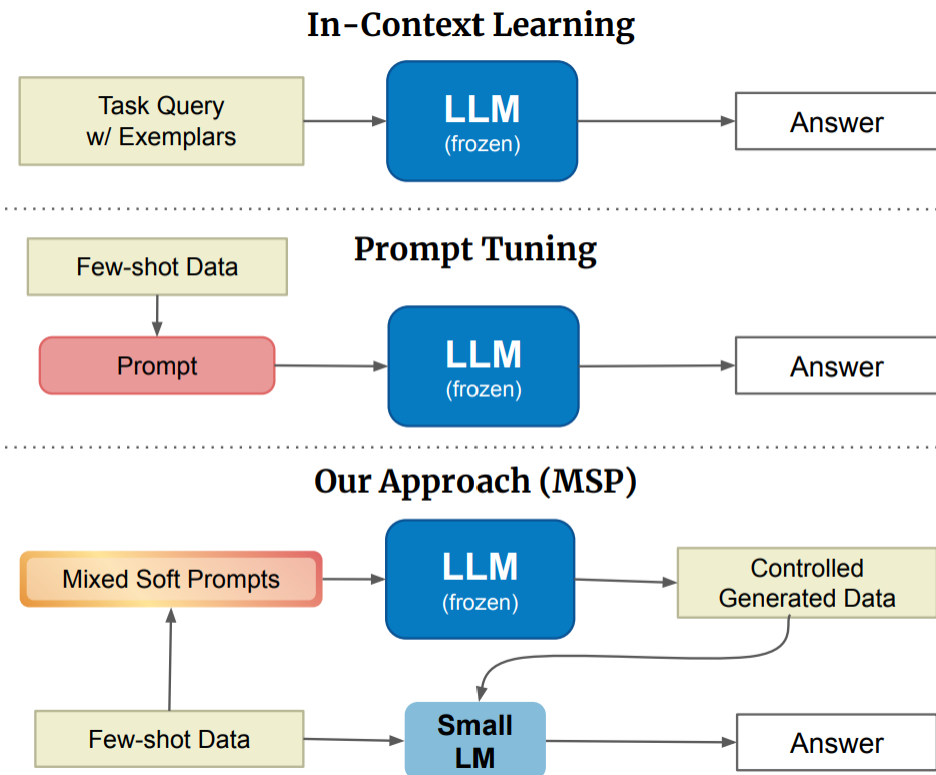 In-Context Learning
Task Query
w/ Exemplars
LLM
(frozen)
Answer
Prompt Tuning
Few-shot Data
Prompt
LLM
(frozen)
Answer
Our Approach (MSP)
Mixed Soft Prompts
LLM
(frozen)
Controlled
Generated Data
Few-shot Data
Small
LM
Answer